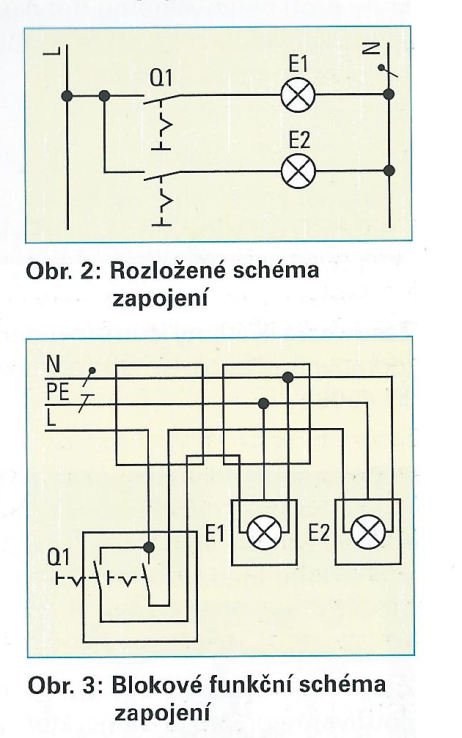 L
N
Q1
E1
E2
Obr. 2: Rozložené schéma
zapojení
N
PE
L
Q1
E1
E2
Obr. 3: Blokové funkční schéma
zapojení